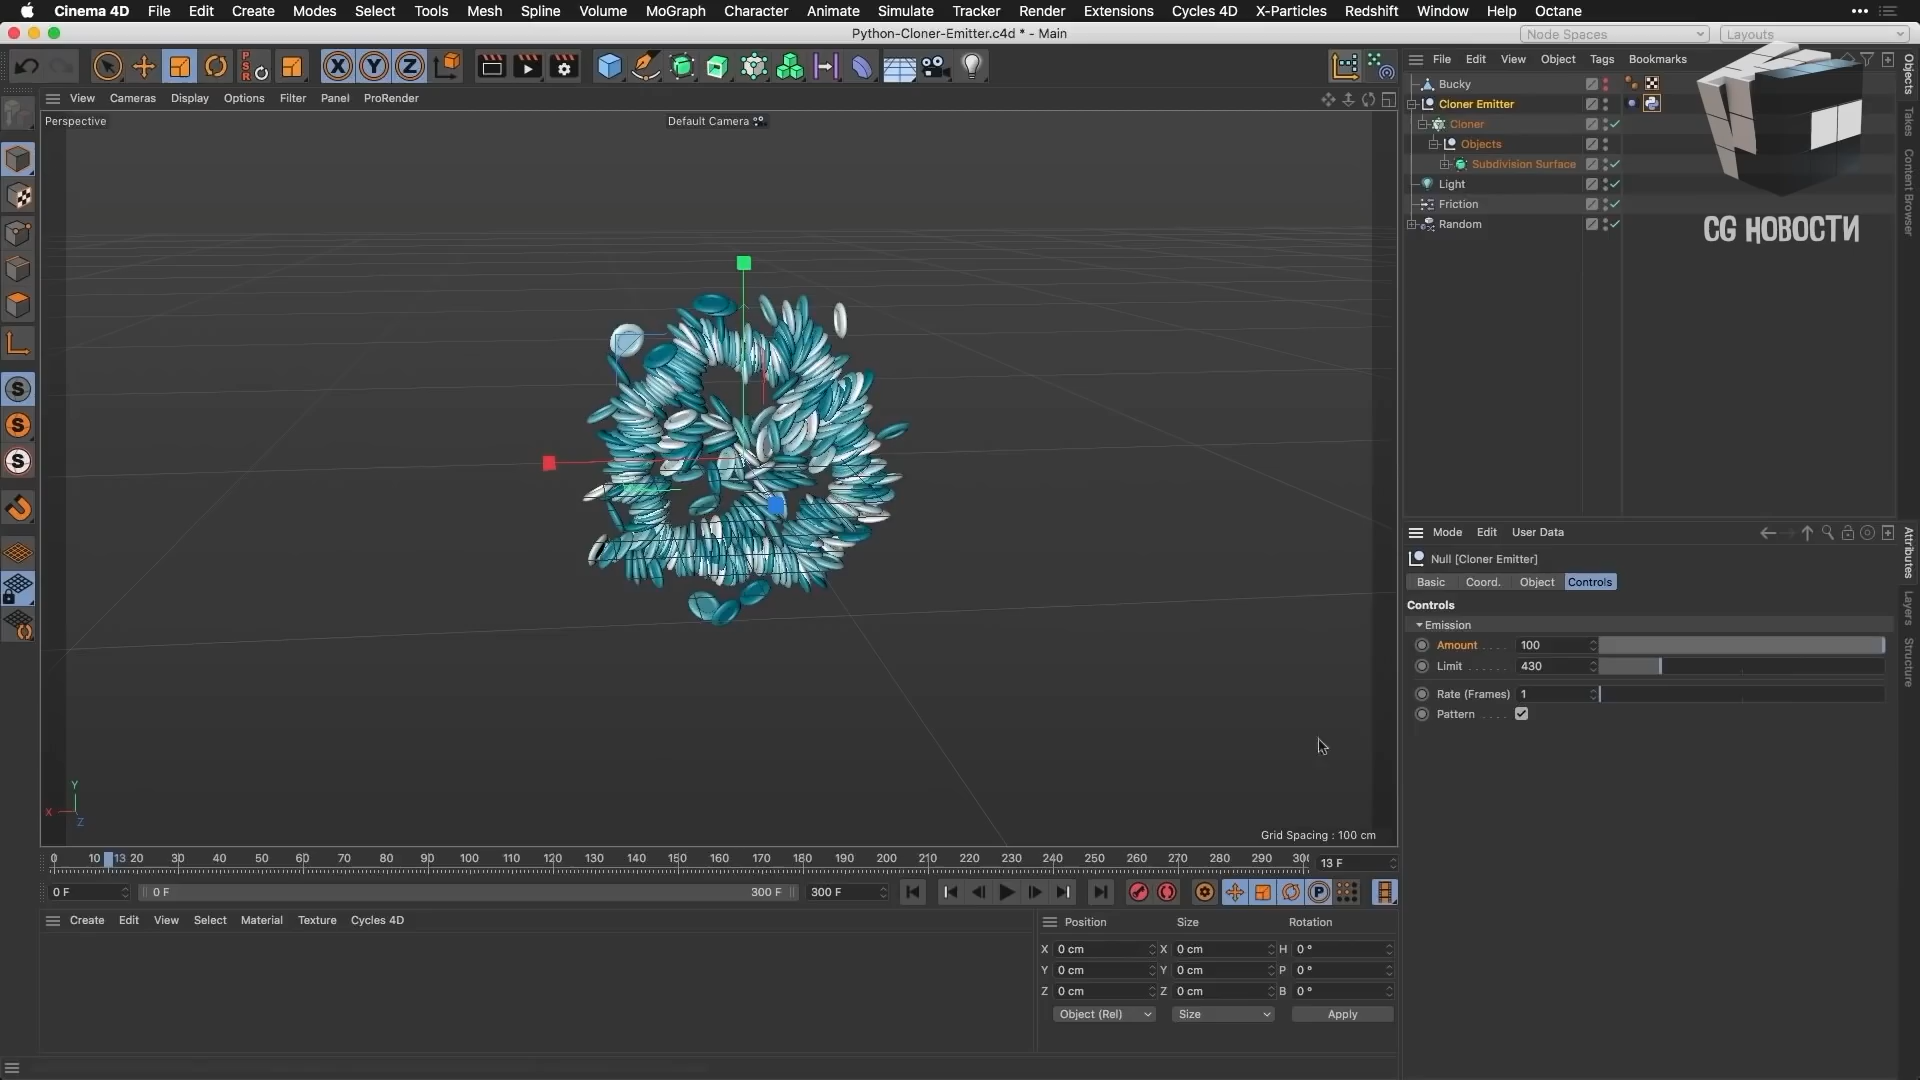 Cinema 4D File Edit Create Modes Select Tools Mesh Spline Volume MoGraph Character Animate Simulate Tracker Render Extensions Cycles 4D X-Particles Redshift Window Help Octane
Python-Cloner-Emitter.c4d * - Main
Node Spaces
Layouts
View Cameras Display Options Filter Panel ProRender
Perspective
Default Camera
File Edit View Object Tags Bookmarks
Bucky
Cloner Emitter
Cloner
Objects
Subdivision Surface
Light
Friction
Random
CG НОВОСТИ
Objects
Takes
Content Browser
Mode Edit User Data
Null [Cloner Emitter]
Basic Coord. Object Controls
Controls
Emission
Amount 100
Limit 430
Rate (Frames) 1
Pattern
Attributes
Layers
Structure
X Y Z
PSR
S
S
S
Y
X
Z
Grid Spacing : 100 cm
0 10 13 20 30 40 50 60 70 80 90 100 110 120 130 140 150 160 170 180 190 200 210 220 230 240 250 260 270 280 290 300
13 F
0 F
0 F
300 F
300 F
P
Create Edit View Select Material Texture Cycles 4D
Position Size Rotation
X 0 cm X 0 cm H 0 °
Y 0 cm Y 0 cm P 0 °
Z 0 cm Z 0 cm B 0 °
Object (Rel) Size Apply